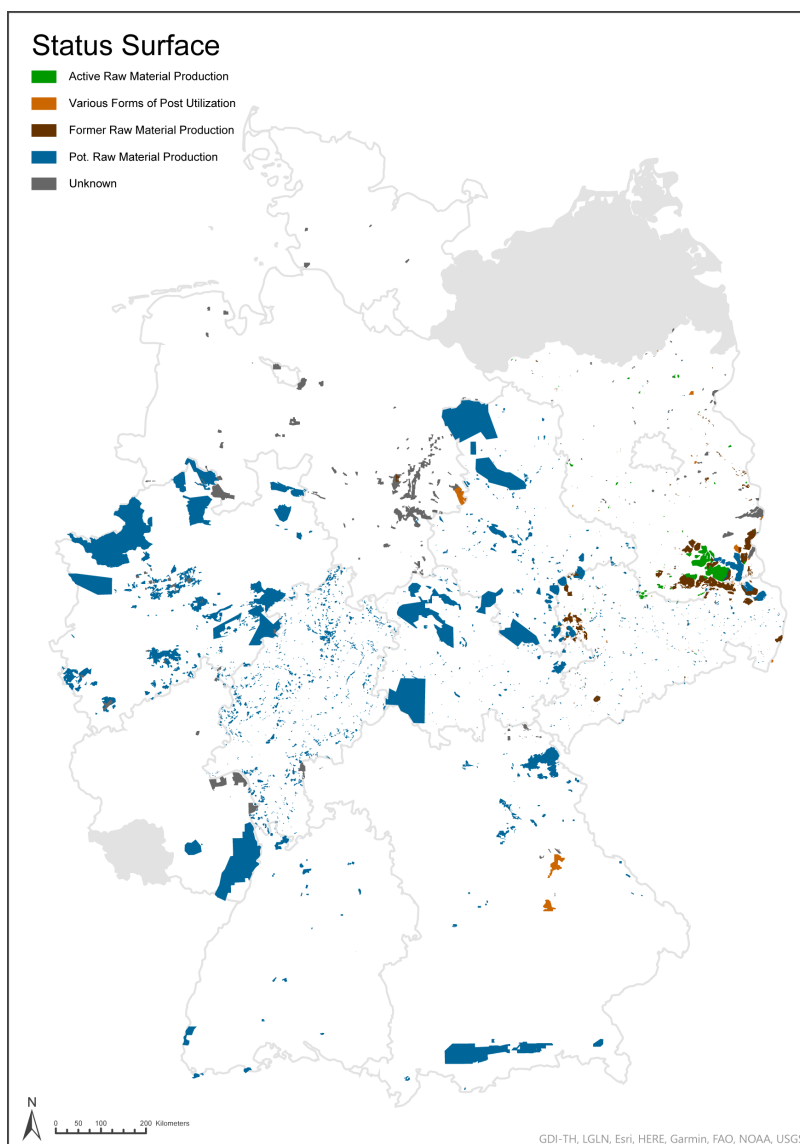 Status Surface
Active Raw Material Production
Various Forms of Post Utilization
Former Raw Material Production
Pot. Raw Material Production
Unknown
N
0 50 100 200 Kilometers
GDI-TH, LGLN, Esri, HERE, Garmin, FAO, NOAA, USGS